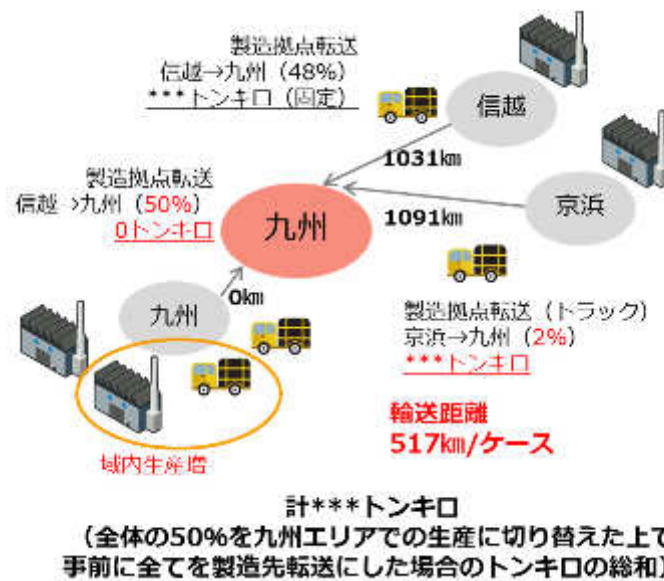 製造拠点転送
信越→九州（48%）
***トンキロ（固定）
信越
1031km
製造拠点転送
信越→九州（50%）
0トンキロ
九州
1091km
京浜
九州
0km
製造拠点転送（トラック）
京浜→九州（2%）
***トンキロ
域内生産増
輸送距離
517km/ケース
計***トンキロ
（全体の50%を九州エリアでの生産に切り替えた上で
事前に全てを製造先転送にした場合のトンキロの総和）